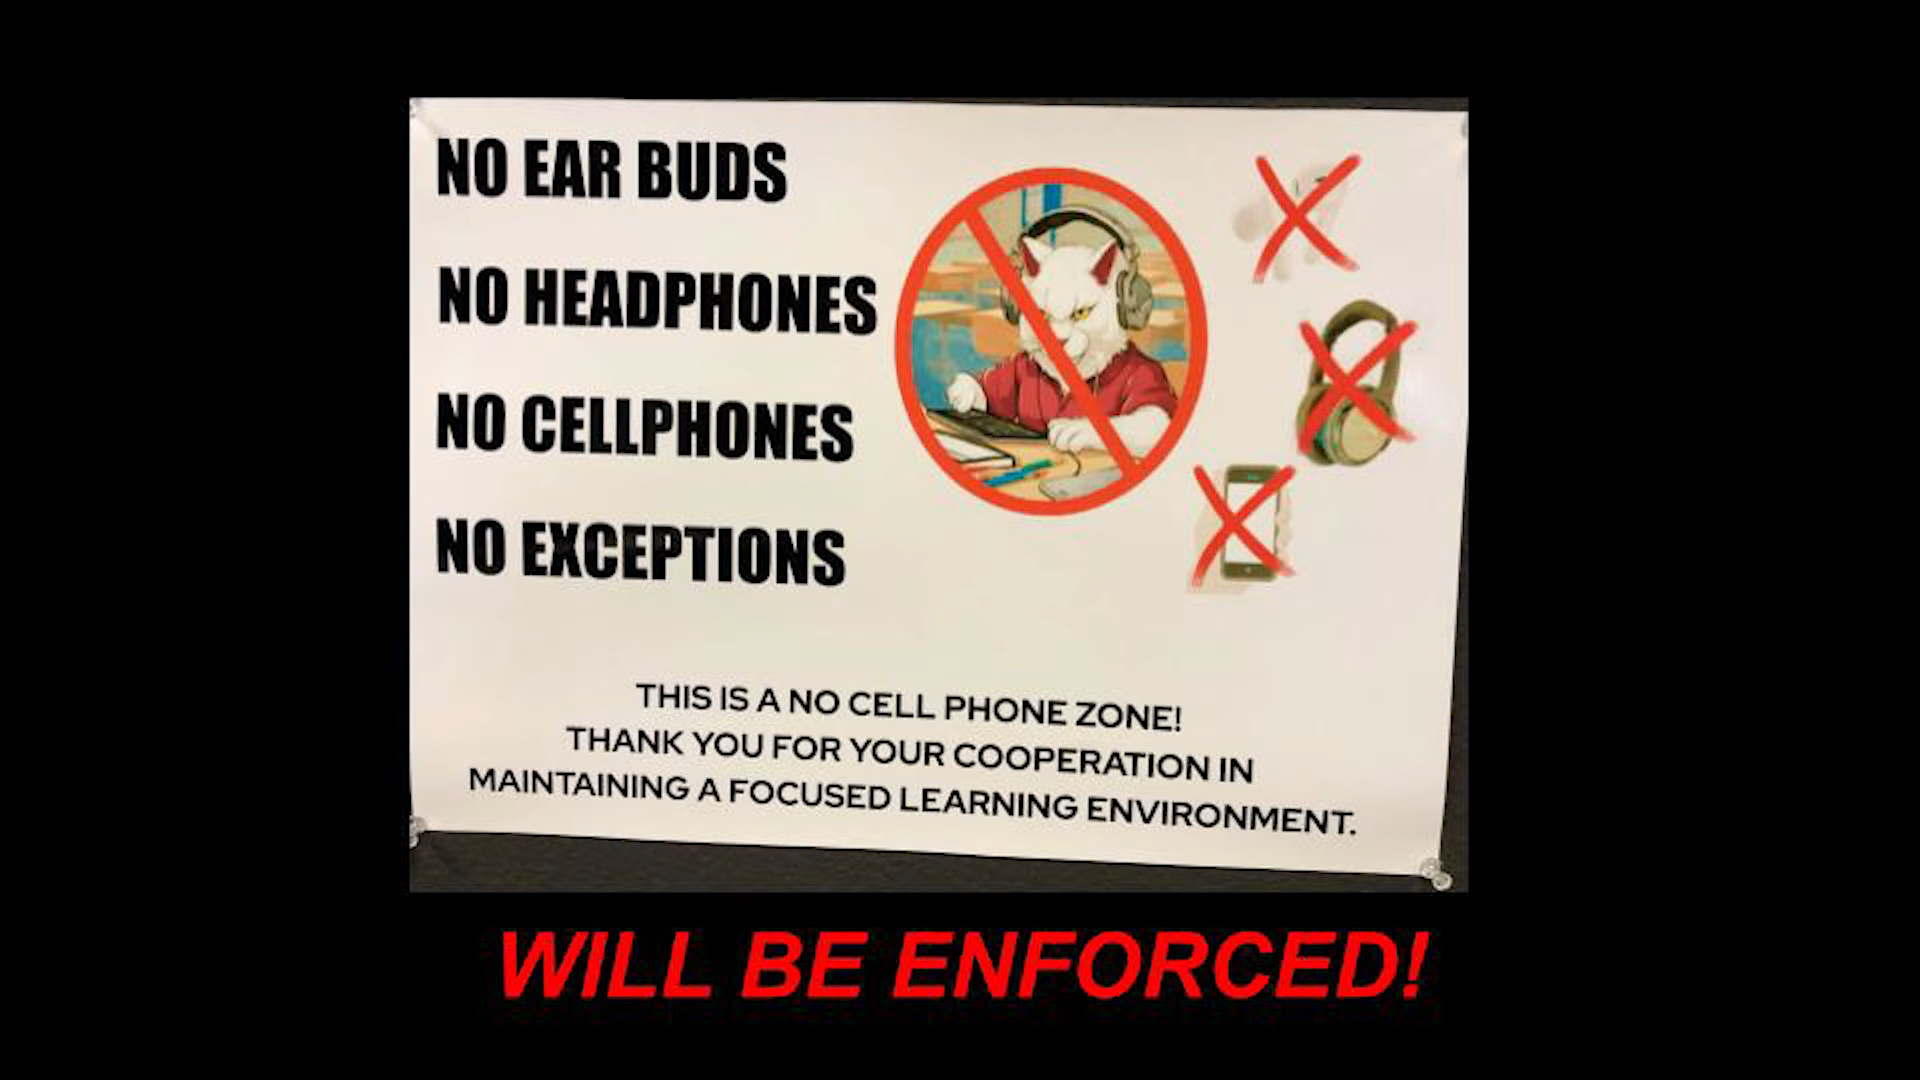 NO EAR BUDS
NO HEADPHONES
NO CELLPHONES
NO EXCEPTIONS
THIS IS A NO CELL PHONE ZONE!
THANK YOU FOR YOUR COOPERATION IN
MAINTAINING A FOCUSED LEARNING ENVIRONMENT.
WILL BE ENFORCED!